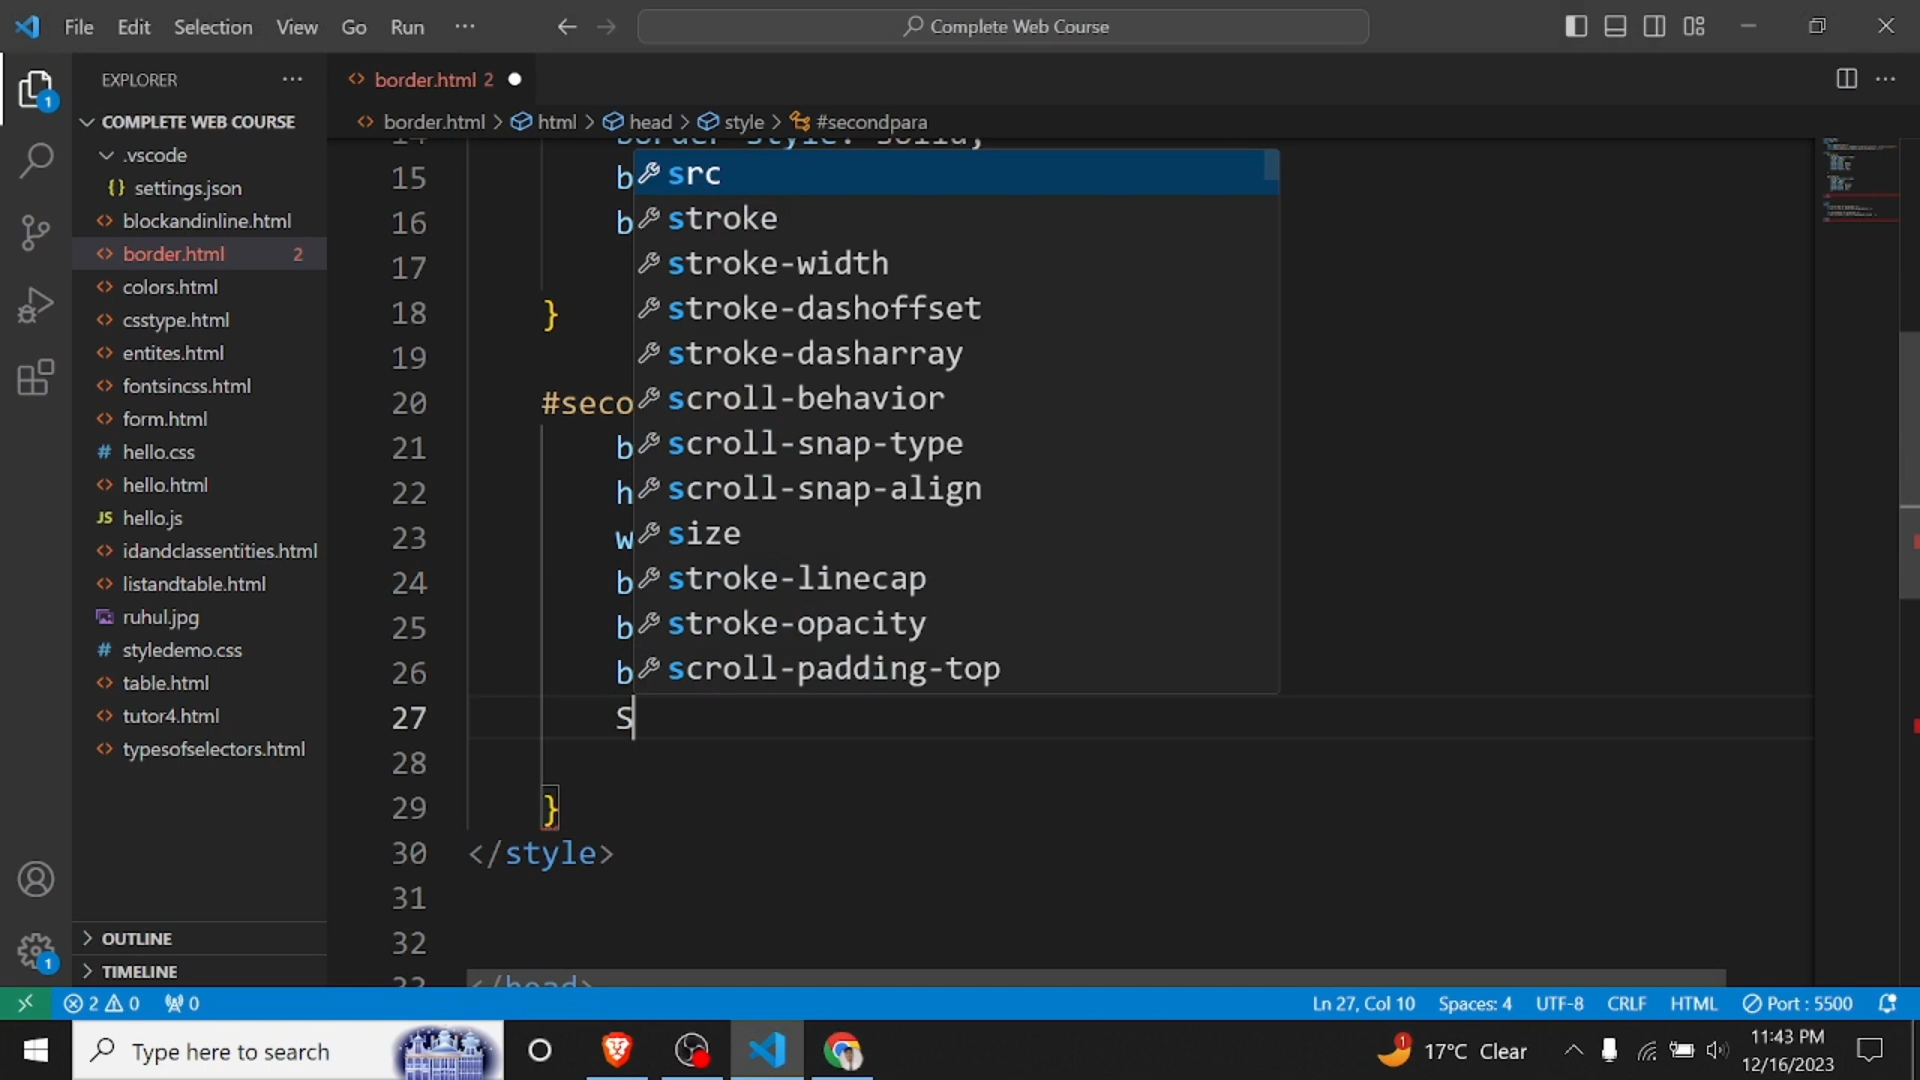 File Edit Selection View Go Run ···
Complete Web Course
EXPLORER
border.html 2
1
COMPLETE WEB COURSE
border.html > html > head > style > #secondpara
.vscode
{} settings.json
blockandinline.html
border.html 2
colors.html
csstype.html
entites.html
fontsincss.html
form.html
# hello.css
hello.html
JS hello.js
idandclassentities.html
listandtable.html
ruhul.jpg
# styledemo.css
table.html
tutor4.html
typesofselectors.html
OUTLINE
TIMELINE
1
14 border-style: solid;
15 b
16 b
17
18 }
19
20 #seco
21 b
22 h
23 w
24 b
25 b
26 b
27 S
28
29 }
30 </style>
31
32
33 </head>
src
stroke
stroke-width
stroke-dashoffset
stroke-dasharray
scroll-behavior
scroll-snap-type
scroll-snap-align
size
stroke-linecap
stroke-opacity
scroll-padding-top
2 0 0 Ln 27, Col 10 Spaces: 4 UTF-8 CRLF HTML Port : 5500
Type here to search
1 17°C Clear
11:43 PM
12/16/2023